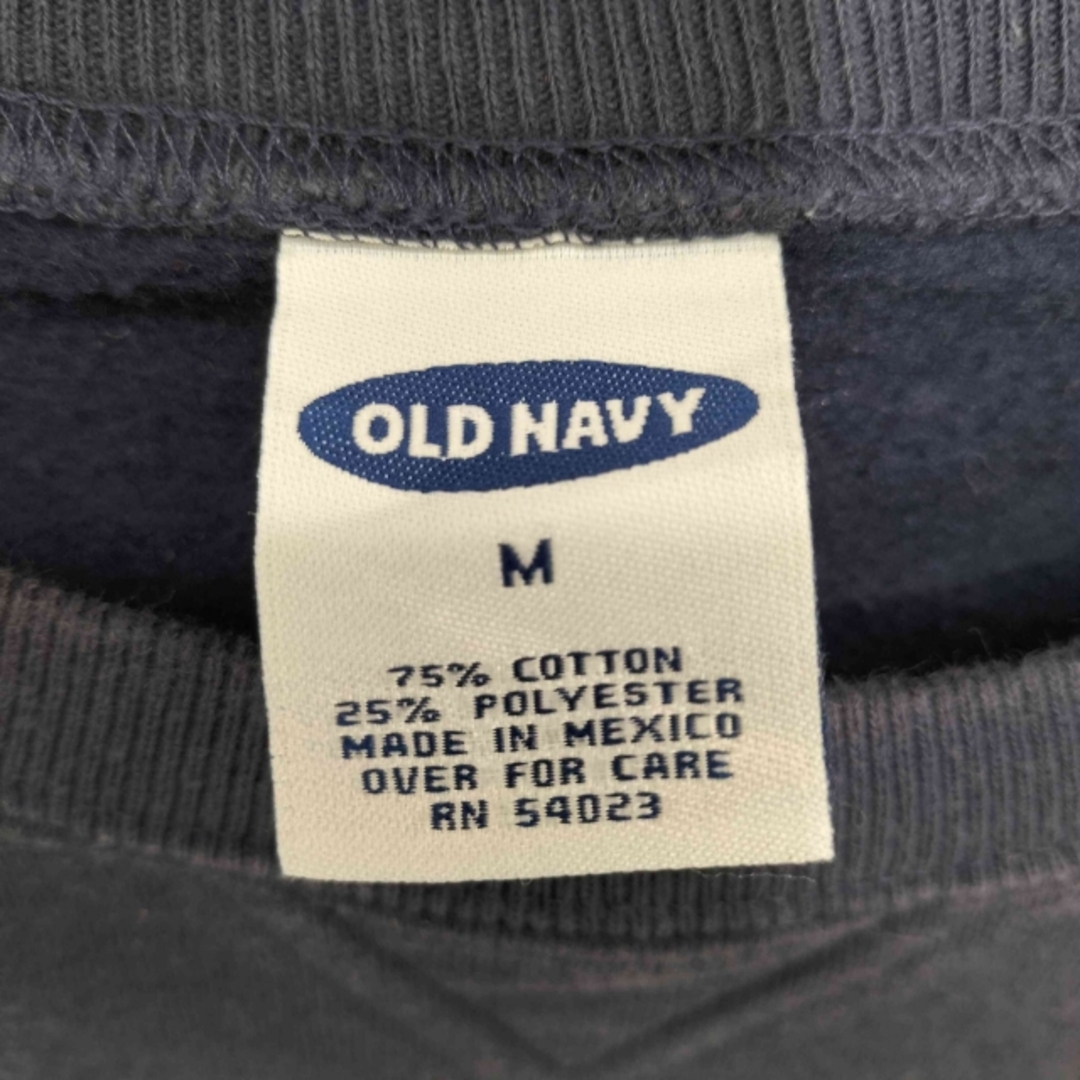 OLD NAVY
M
75% COTTON
25% POLYESTER
MADE IN MEXICO
OVER FOR CARE
RN 54023